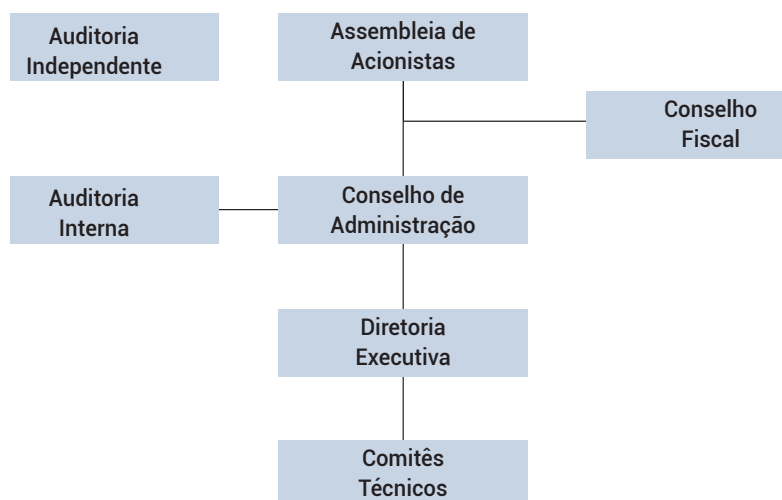 Auditoria
Independente
Assembleia de
Acionistas
Conselho
Fiscal
Auditoria
Interna
Conselho de
Administração
Diretoria
Executiva
Comitês
Técnicos